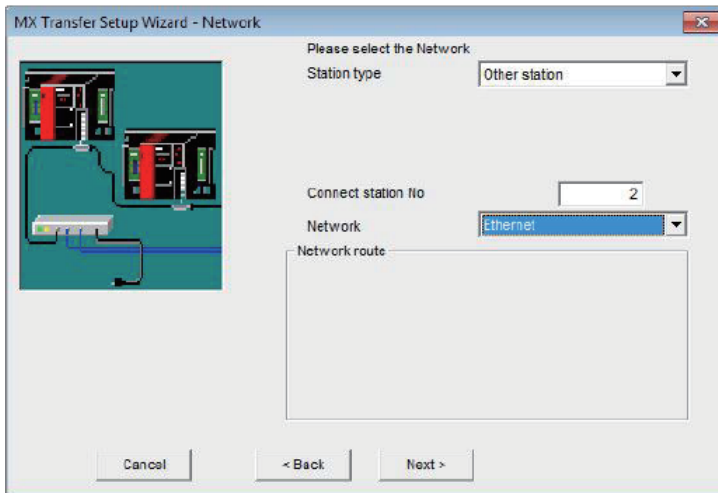 MX Transfer Setup Wizard - Network
Please select the Network
Station type Other station
Connect station No 2
Network Ethernet
Network route
Cancel < Back Next >